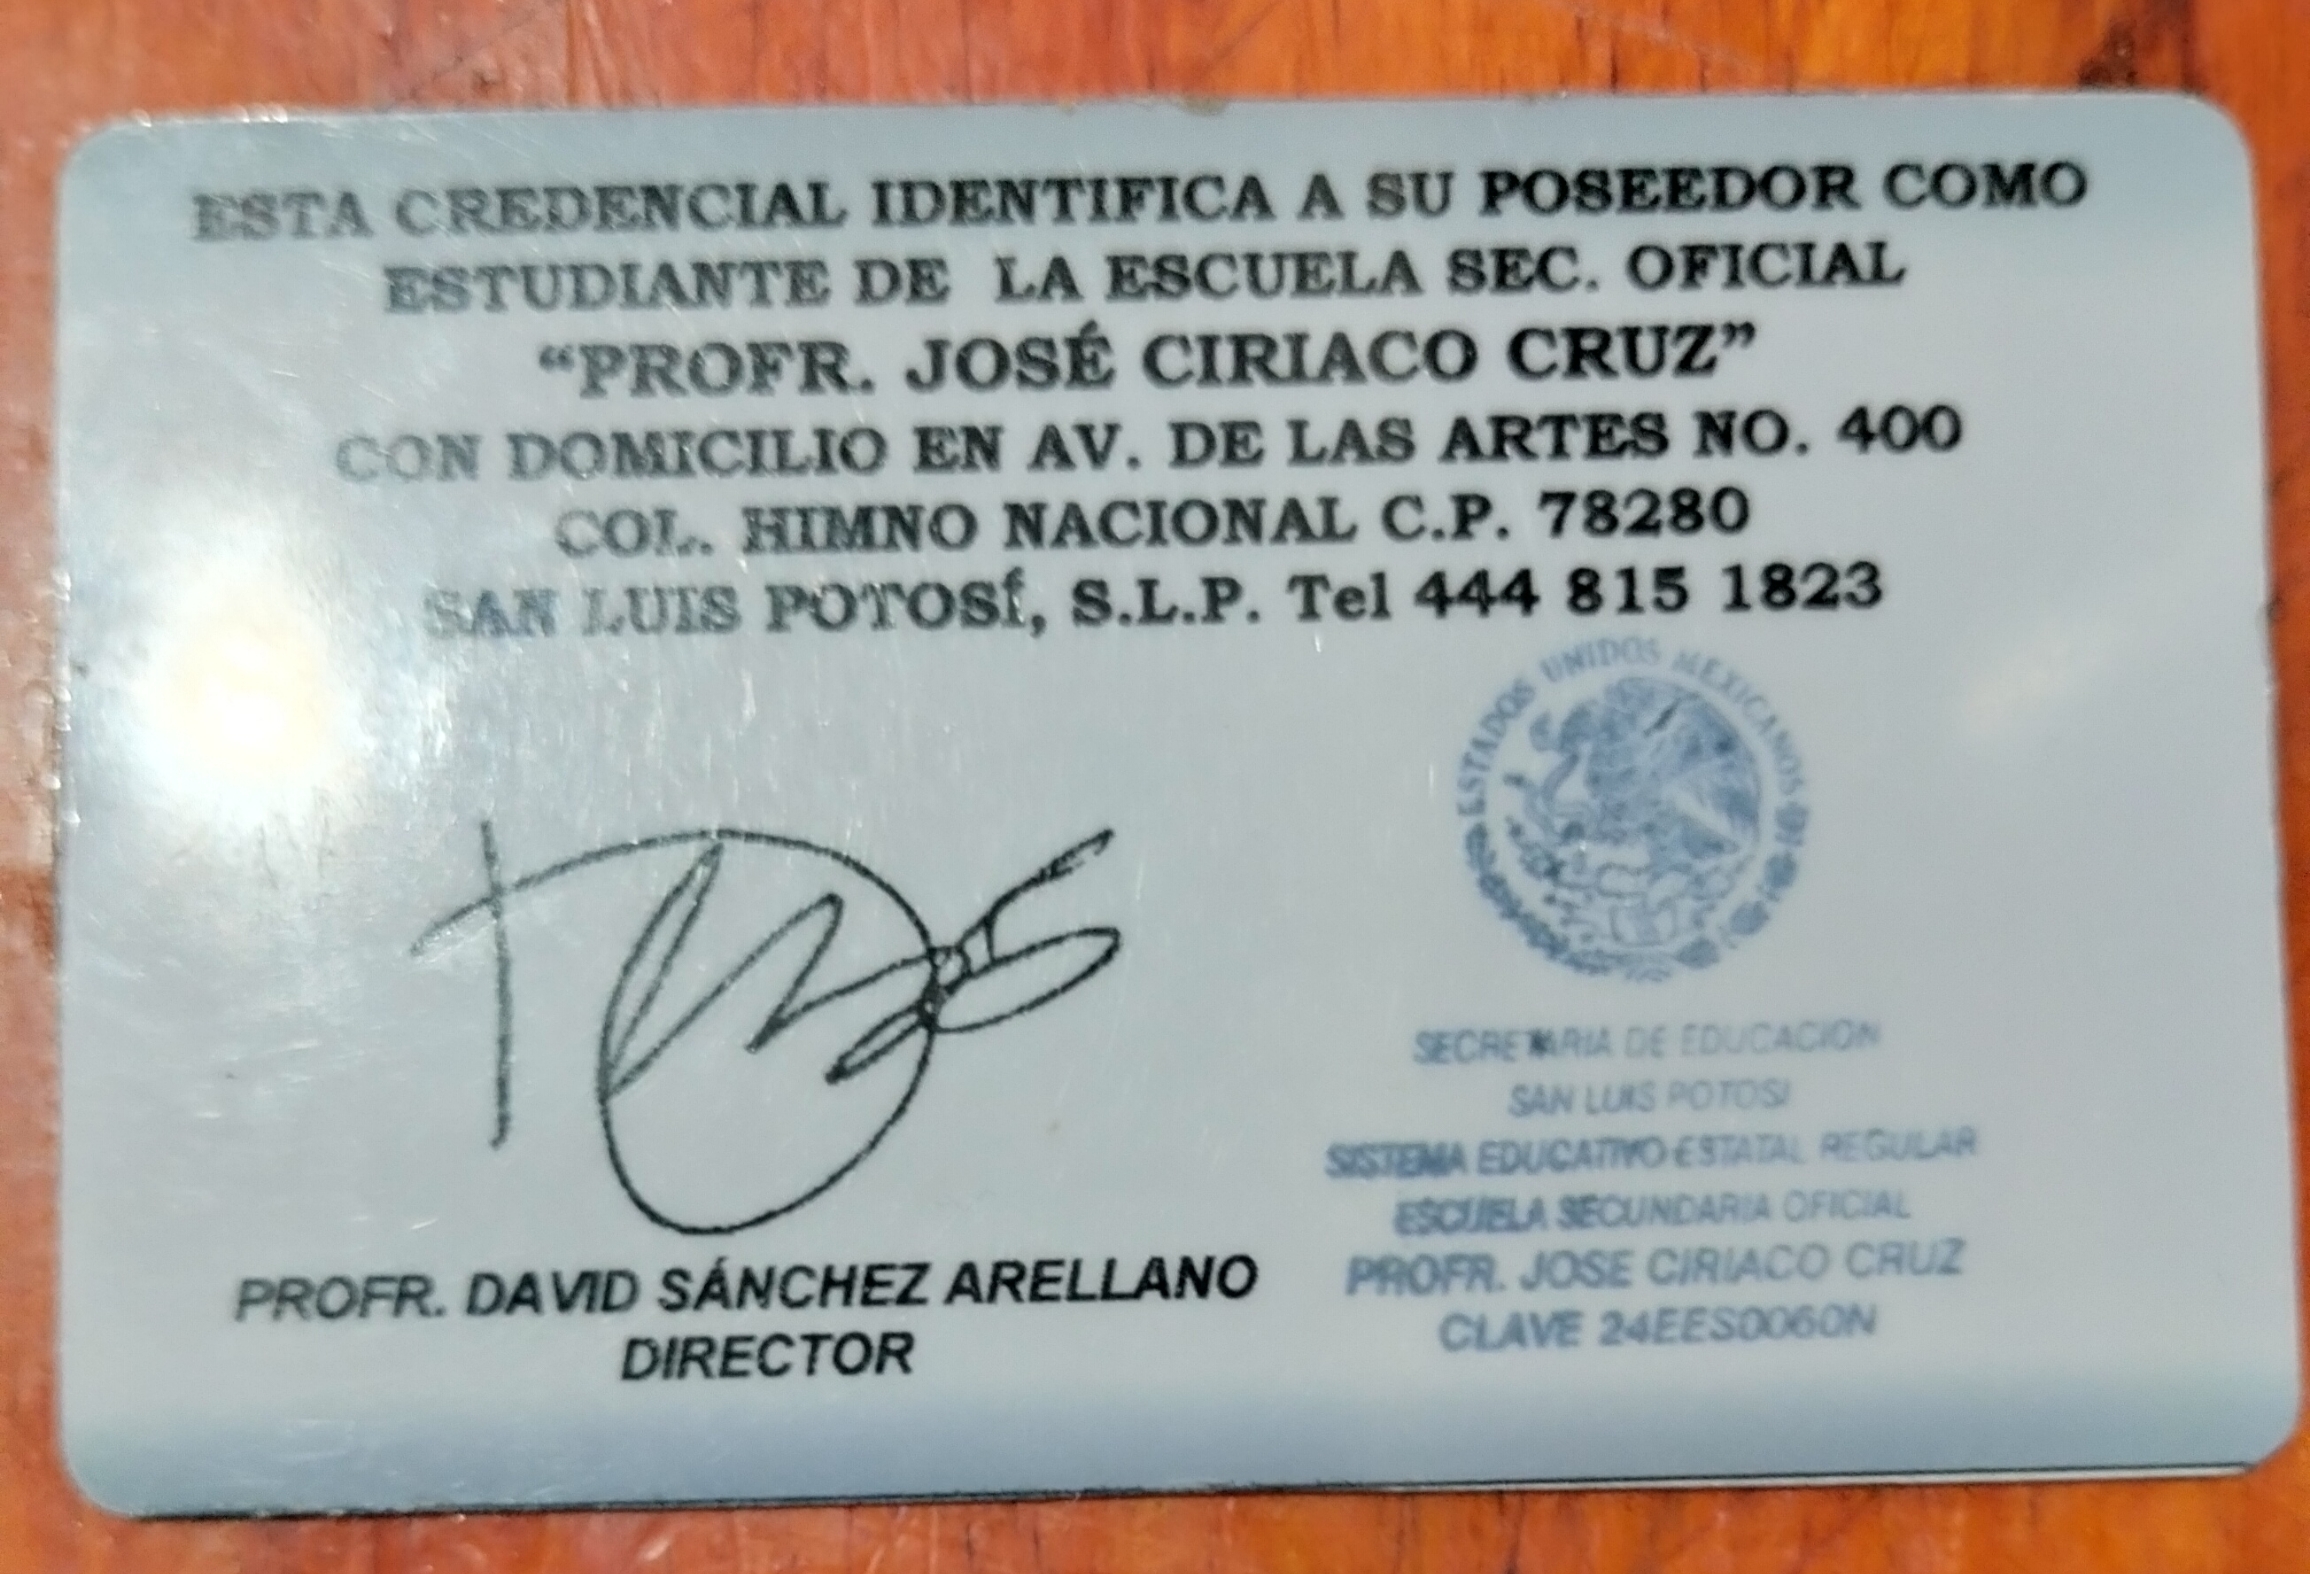 ESTA CREDENCIAL IDENTIFICA A SU POSEEDOR COMO
ESTUDIANTE DE LA ESCUELA SEC. OFICIAL
“PROFR. JOSÉ CIRIACO CRUZ”
CON DOMICILIO EN AV. DE LAS ARTES NO. 400
COL. HIMNO NACIONAL C.P. 78280
SAN LUIS POTOSÍ, S.L.P. Tel 444 815 1823
ESTADOS UNIDOS MEXICANOS
SECRETARIA DE EDUCACION
SAN LUIS POTOSI
SISTEMA EDUCATIVO ESTATAL REGULAR
ESCUELA SECUNDARIA OFICIAL
PROFR. JOSE CIRIACO CRUZ
CLAVE 24EES0060N
PROFR. DAVID SÁNCHEZ ARELLANO
DIRECTOR